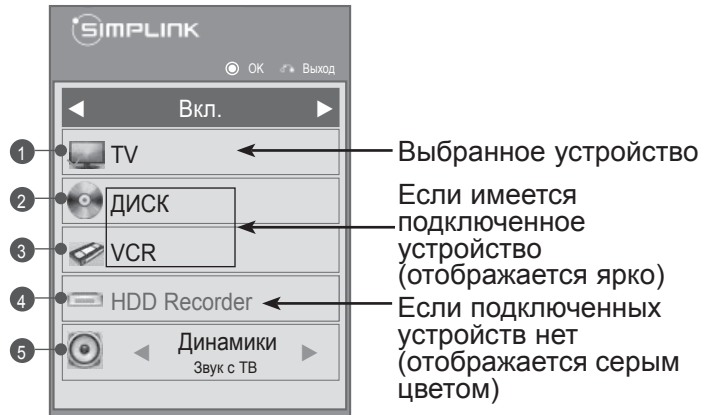 SIMPLINK
OK Выход
Вкл.
1 TV
2 ДИСК
3 VCR
4 HDD Recorder
5 Динамики
Звук с ТВ
Выбранное устройство
Если имеется
подключенное
устройство
(отображается ярко)
Если подключенных
устройств нет
(отображается серым
цветом)